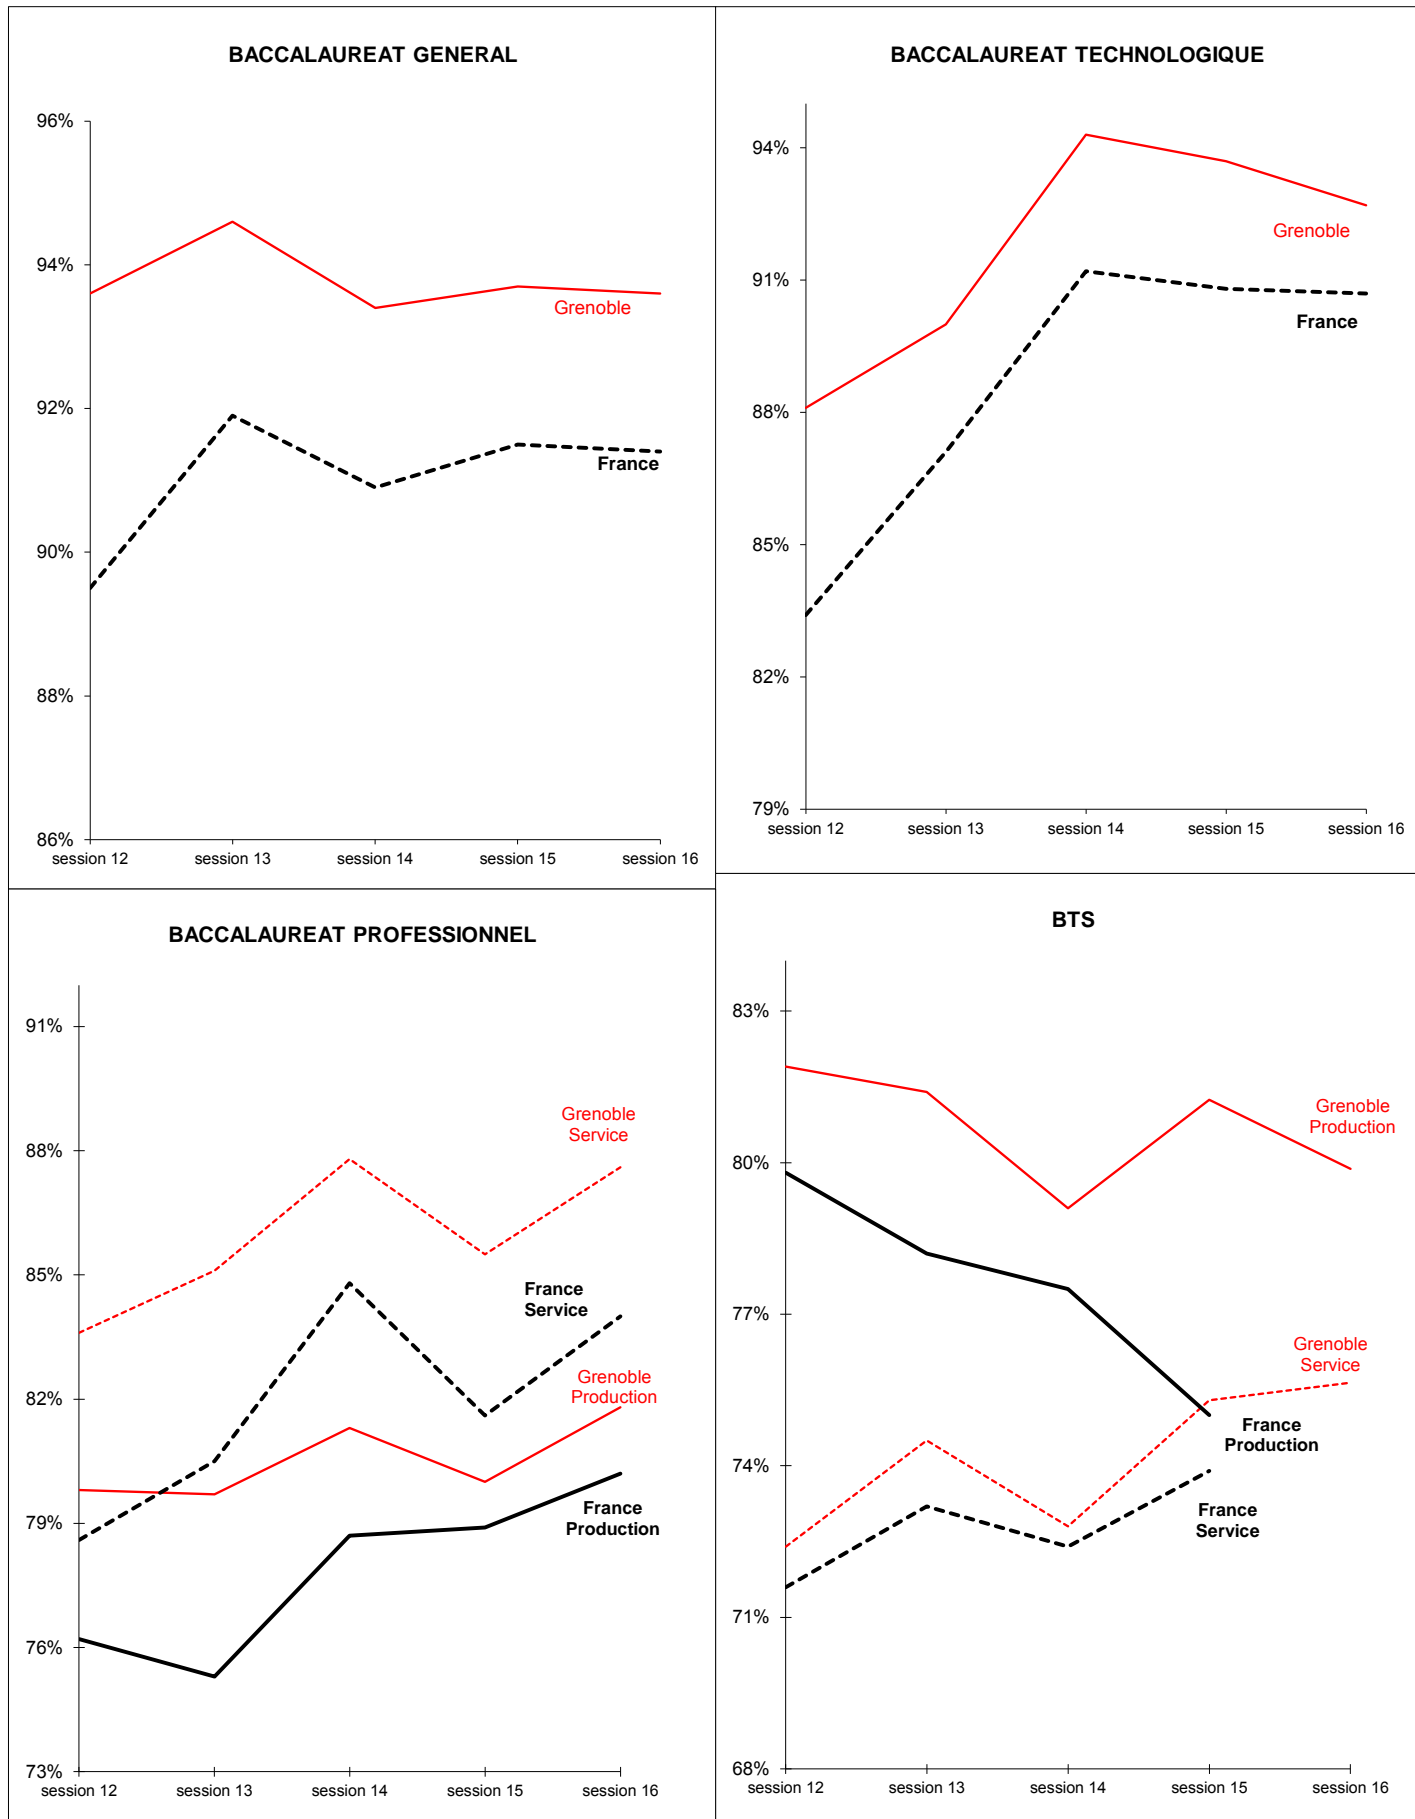 BACCALAUREAT GENERAL
96%
94%
92%
90%
88%
86%
Grenoble
France
session 12
session 13
session 14
session 15
session 16
BACCALAUREAT TECHNOLOGIQUE
94%
91%
88%
85%
82%
79%
Grenoble
France
session 12
session 13
session 14
session 15
session 16
BACCALAUREAT PROFESSIONNEL
91%
88%
85%
82%
79%
76%
73%
Grenoble
Service
France
Service
Grenoble
Production
France
Production
session 12
session 13
session 14
session 15
session 16
BTS
83%
80%
77%
74%
71%
68%
Grenoble
Production
Grenoble
Service
France
Production
France
Service
session 12
session 13
session 14
session 15
session 16